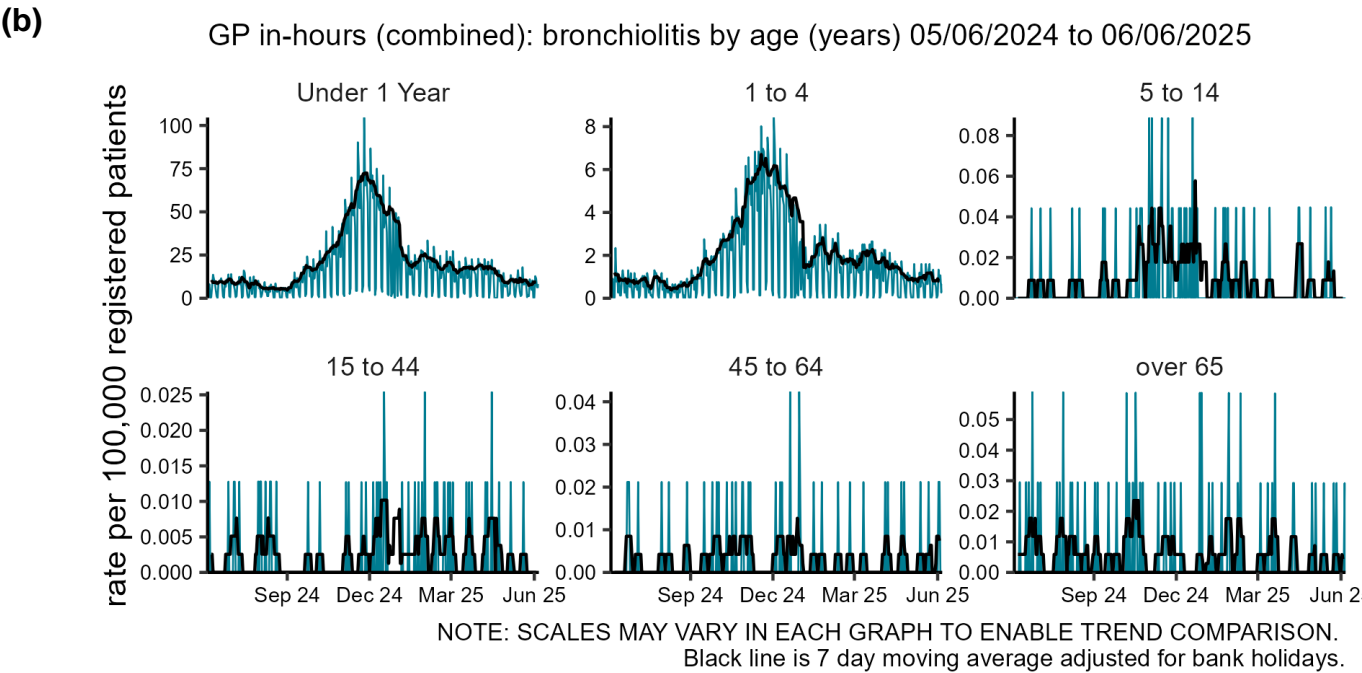 (b)
GP in-hours (combined): bronchiolitis by age (years) 05/06/2024 to 06/06/2025
rate per 100,000 registered patients
Under 1 Year
100
75
50
25
0
1 to 4
8
6
4
2
0
5 to 14
0.08
0.06
0.04
0.02
0.00
15 to 44
0.025
0.020
0.015
0.010
0.005
0.000
Sep 24 Dec 24 Mar 25 Jun 25
45 to 64
0.04
0.03
0.02
0.01
0.00
Sep 24 Dec 24 Mar 25 Jun 25
over 65
0.05
0.04
0.03
0.02
0.01
0.00
Sep 24 Dec 24 Mar 25 Jun 2
NOTE: SCALES MAY VARY IN EACH GRAPH TO ENABLE TREND COMPARISON.
Black line is 7 day moving average adjusted for bank holidays.